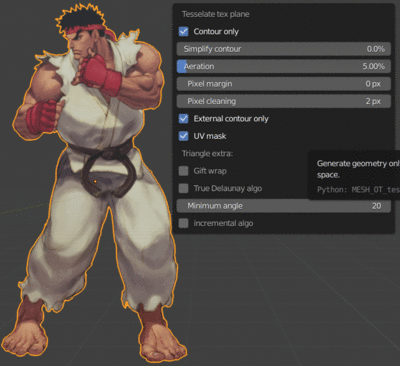 Tesselate tex plane
Contour only
Simplify contour 0.0%
Aeration 5.00%
Pixel margin 0 px
Pixel cleaning 2 px
External contour only
UV mask
Triangle extra:
Gift wrap
True Delaunay algo
Minimum angle 20
incremental algo
Generate geometry onl
space.
Python: MESH_OT_tes